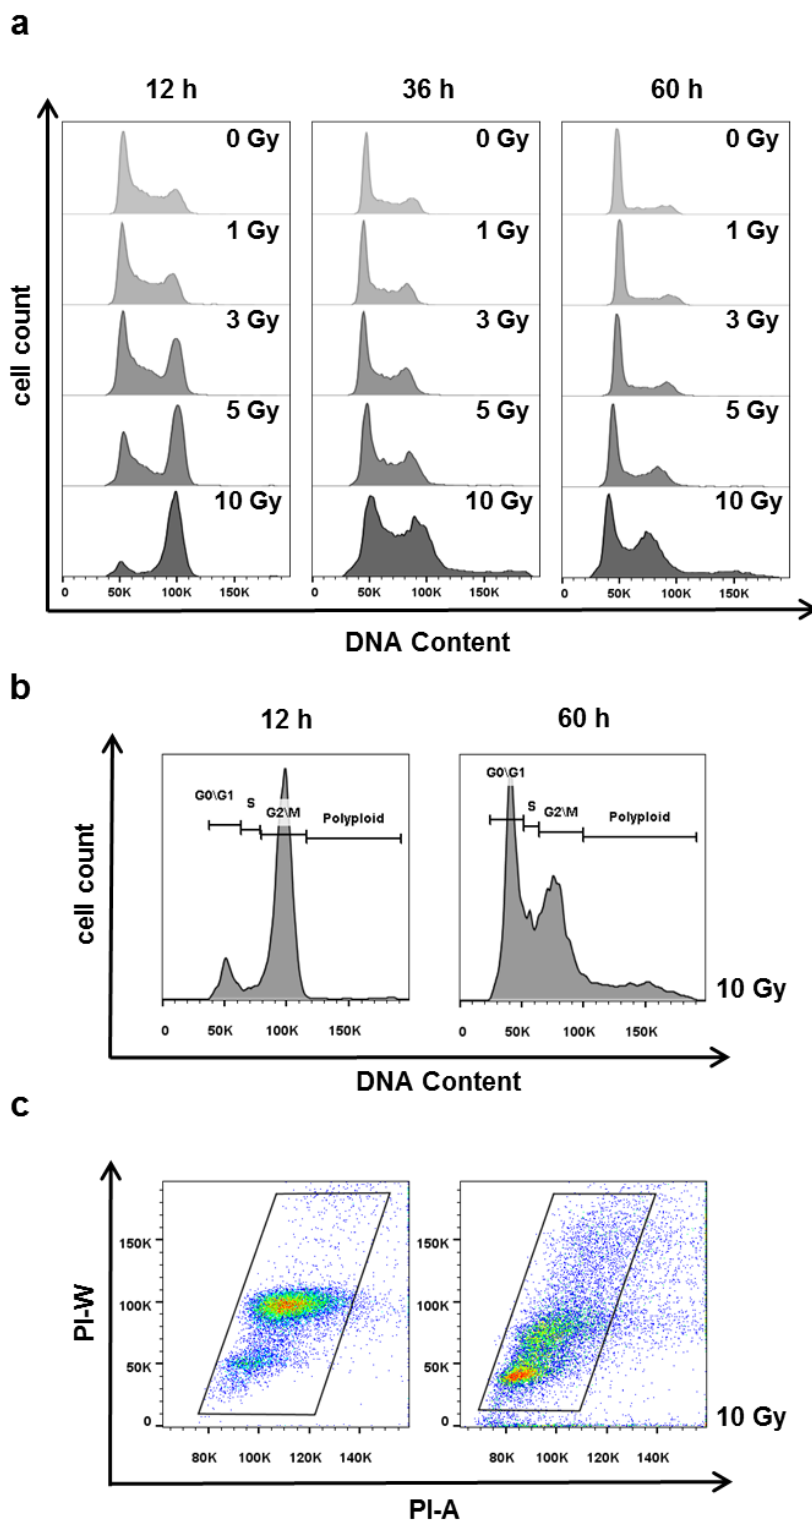 a
12 h 36 h 60 h
0 Gy 0 Gy 0 Gy
1 Gy 1 Gy 1 Gy
3 Gy 3 Gy 3 Gy
5 Gy 5 Gy 5 Gy
10 Gy 10 Gy 10 Gy
cell count
0 50K 100K 150K 0 50K 100K 150K 0 50K 100K 150K
DNA Content
b
12 h 60 h
G0\G1 S G2\M Polyploid
G0\G1 S G2\M Polyploid
cell count
10 Gy
0 50K 100K 150K 0 50K 100K 150K
DNA Content
c
150K 150K
100K 100K
50K 50K
0 0
PI-W
10 Gy
80K 100K 120K 140K 80K 100K 120K 140K
PI-A